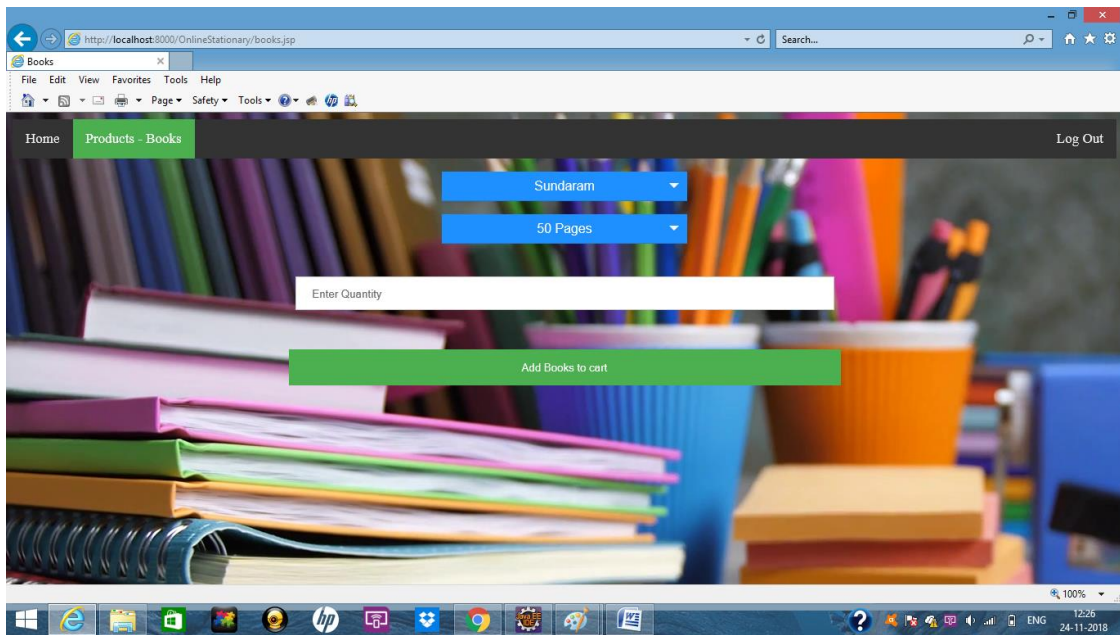 http://localhost:8000/OnlineStationary/books.jsp
Search...
Books
File Edit View Favorites Tools Help
Page Safety Tools
Home Products - Books Log Out
Sundaram
50 Pages
Enter Quantity
Add Books to cart
100%
ENG 12:26
24-11-2018